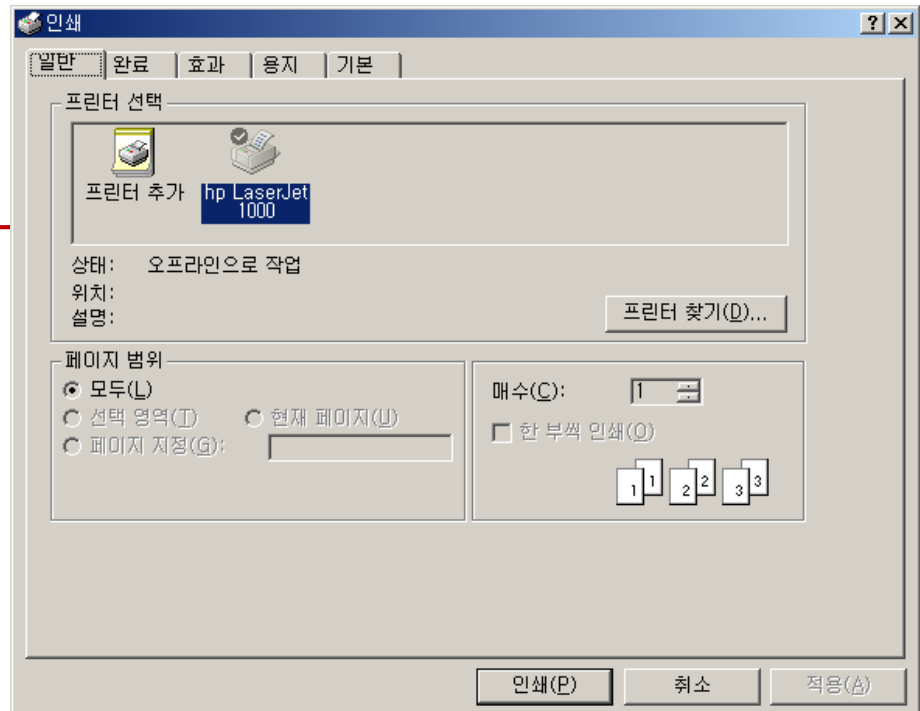 인쇄
일반 완료 효과 용지 기본
프린터 선택
프린터 추가 hp LaserJet
1000
상태: 오프라인으로 작업
위치:
설명: 프린터 찾기(D)...
페이지 범위
모두(L) 매수(C): 1
선택 영역(T) 현재 페이지(U) 한 부씩 인쇄(O)
페이지 지정(G):
1 1 2 2 3 3
인쇄(P) 취소 적용(A)